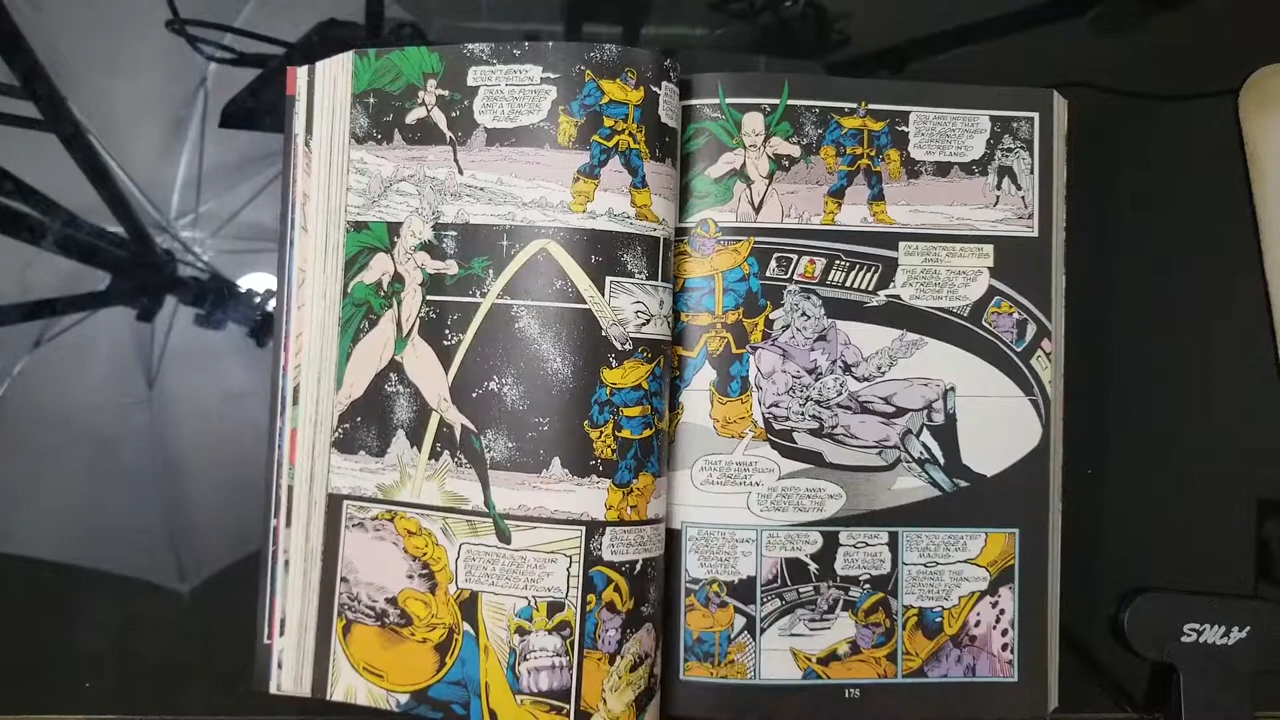 I DON'T ENVY
YOUR POSITION.
DRAX IS POWER
PERSONIFIED
AND A TEMPER
WITH A SHORT
FUSE.
MOONDRAGON, YOUR
ENTIRE LIFE HAS
BEEN A SERIES OF
BLUNDERS AND
MISCALCULATIONS.
SOMEDAY, THE
BILL ON
WILL COME
YOU ARE INDEED
FORTUNATE THAT
YOUR CONTINUED
EXISTENCE IS
CURRENTLY
FACTORED INTO
MY PLANS.
IN A CONTROL ROOM
SEVERAL REALITIES
AWAY...
THE REAL THANOS
BRINGS OUT THE
EXTREMES OF
THOSE HE
ENCOUNTERS.
THAT IS WHAT
MAKES HIM SUCH
A GREAT
GAMESMAN.
HE RIPS AWAY
THE PRETENSIONS
TO REVEAL THE
CORE TRUTH.
EARTH'S
EXPEDITIONARY
FORCE IS
PREPARING TO
DEPART,
MASTER
MAGUS.
ALL GOES
ACCORDING
TO PLAN.
SO FAR.
BUT THAT
MAY SOON
CHANGE.
FOR YOU CREATED
TOO CLOSE A
DOUBLE IN ME,
MAGUS.
I SHARE THE
ORIGINAL THANOS'S
CRAVING FOR
ULTIMATE
POWER.
175